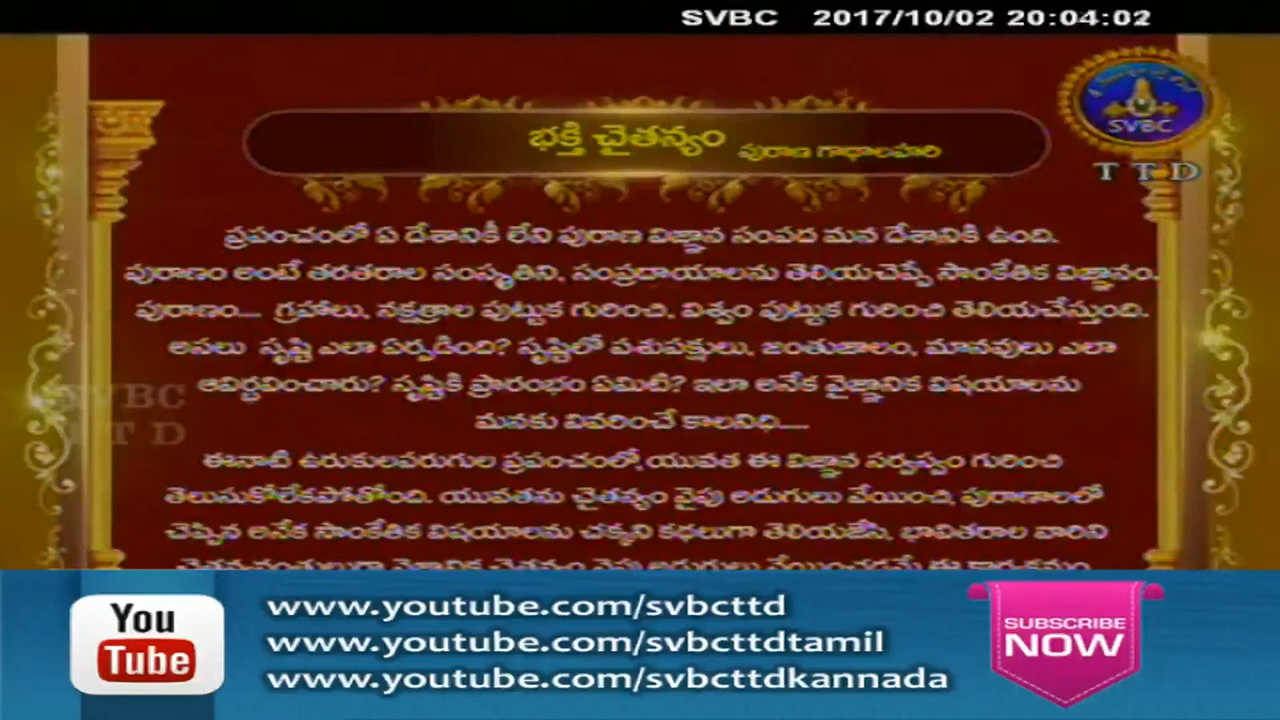 SVBC 2017/10/02 20:04:02
SVBC
TTD
భక్తి చైతన్యం పురాణ గాధాలహరి
ప్రపంచంలో ఏ దేశానికీ లేని పురాణ విజ్ఞాన సంపద మన దేశానికి ఉంది.
పురాణం అంటే తరతరాల సంస్కృతిని, సంప్రదాయాలను తెలియచెప్పే సాంకేతిక విజ్ఞానం.
పురాణం.... గ్రహాలు, నక్షత్రాల పుట్టుక గురించి, విశ్వం పుట్టుక గురించి తెలియచేస్తుంది.
అసలు సృష్టి ఎలా ఏర్పడింది? సృష్టిలో పశుపక్షులు, జంతుజాలం, మానవులు ఎలా
ఆవిర్భవించారు? సృష్టికి ప్రారంభం ఏమిటి? ఇలా అనేక వైజ్ఞానిక విషయాలను
మనకు వివరించే కాలనిధి.....
SVBC
TTD
ఈనాటి ఉరుకులపరుగుల ప్రపంచంలో, యువత ఈ విజ్ఞాన సర్వస్వం గురించి
తెలుసుకోలేకపోతోంది. యువతను చైతన్యం వైపు అడుగులు వేయించి, పురాణాలలో
చెప్పిన అనేక సాంకేతిక విషయాలను చక్కని కథలుగా తెలియజేసి, భావితరాల వారిని
You
Tube
www.youtube.com/svbcttd
www.youtube.com/svbcttdtamil
www.youtube.com/svbcttdkannada
SUBSCRIBE
NOW